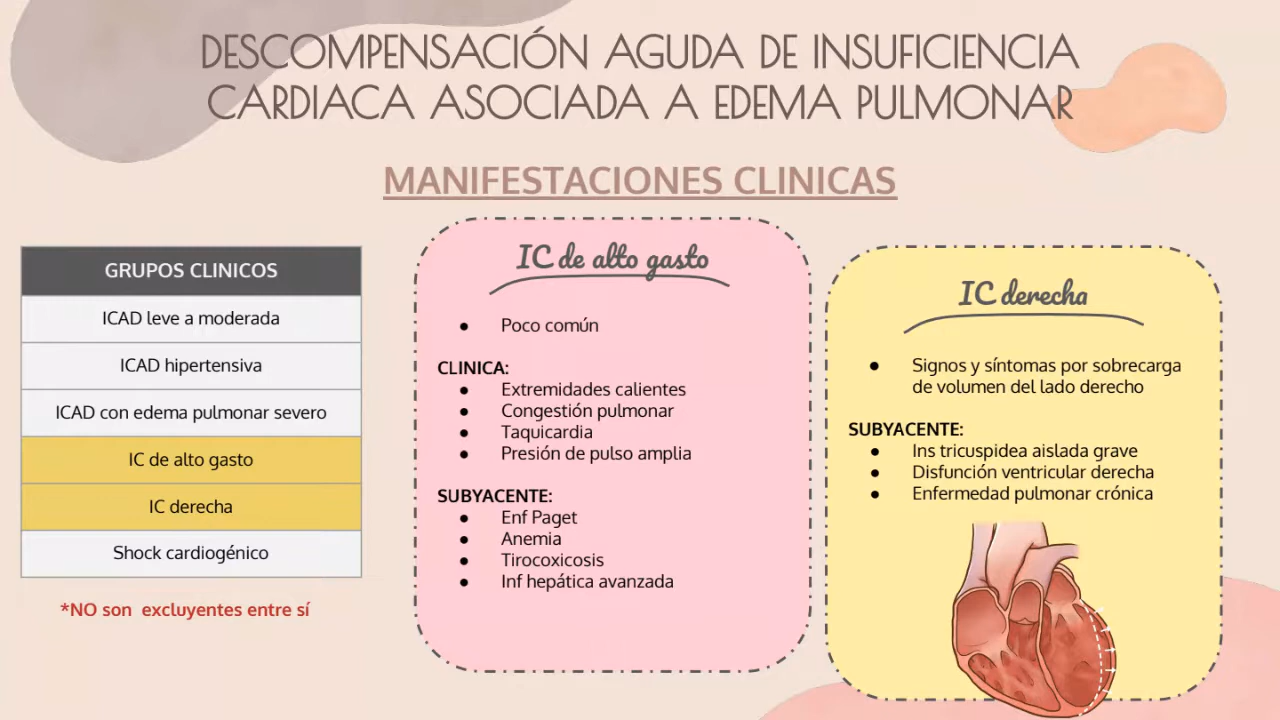 DESCOMPENSACIÓN AGUDA DE INSUFICIENCIA
CARDIACA ASOCIADA A EDEMA PULMONAR
MANIFESTACIONES CLINICAS
GRUPOS CLINICOS
ICAD leve a moderada
ICAD hipertensiva
ICAD con edema pulmonar severo
IC de alto gasto
IC derecha
Shock cardiogénico
*NO son excluyentes entre sí
IC de alto gasto
● Poco común
CLINICA:
● Extremidades calientes
● Congestión pulmonar
● Taquicardia
● Presión de pulso amplia
SUBYACENTE:
● Enf Paget
● Anemia
● Tirocoxicosis
● Inf hepática avanzada
IC derecha
● Signos y síntomas por sobrecarga
de volumen del lado derecho
SUBYACENTE:
● Ins tricuspidea aislada grave
● Disfunción ventricular derecha
● Enfermedad pulmonar crónica